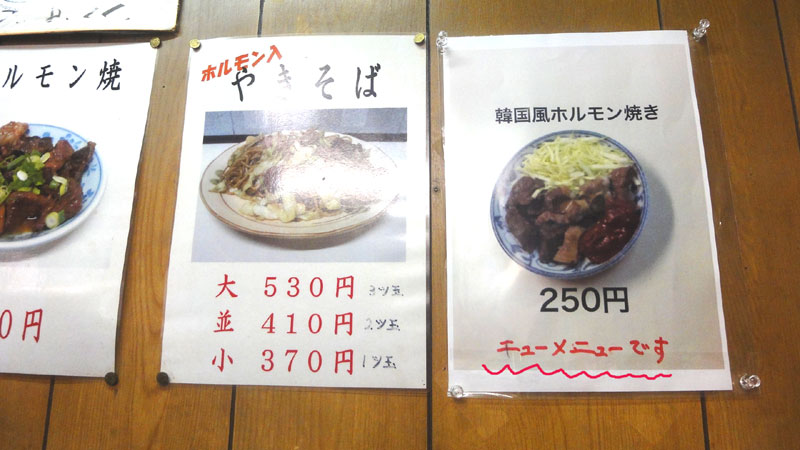 ルモン焼
0円
ホルモン入
やきそば
大 530円 3ツ玉
並 410円 2ツ玉
小 370円 1ツ玉
韓国風ホルモン焼き
250円
チューメニューです